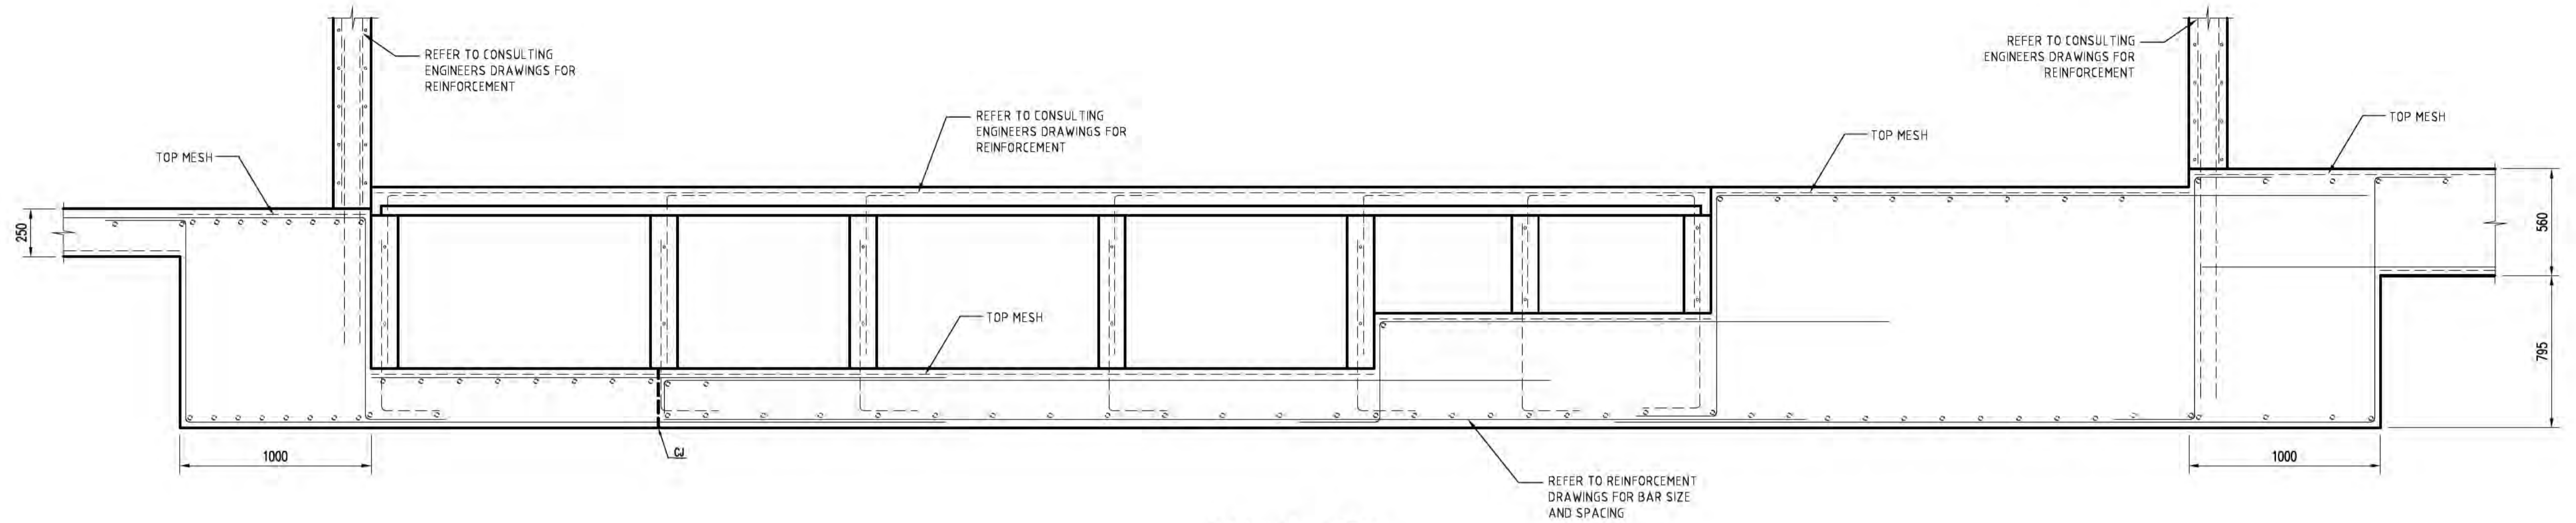 REFER TO CONSULTING
ENGINEERS DRAWINGS FOR
REINFORCEMENT
REFER TO CONSULTING
ENGINEERS DRAWINGS FOR
REINFORCEMENT
REFER TO CONSULTING
ENGINEERS DRAWINGS FOR
REINFORCEMENT
TOP MESH
TOP MESH
TOP MESH
250
560
TOP MESH
795
1000
CJ
1000
REFER TO REINFORCEMENT
DRAWINGS FOR BAR SIZE
AND SPACING